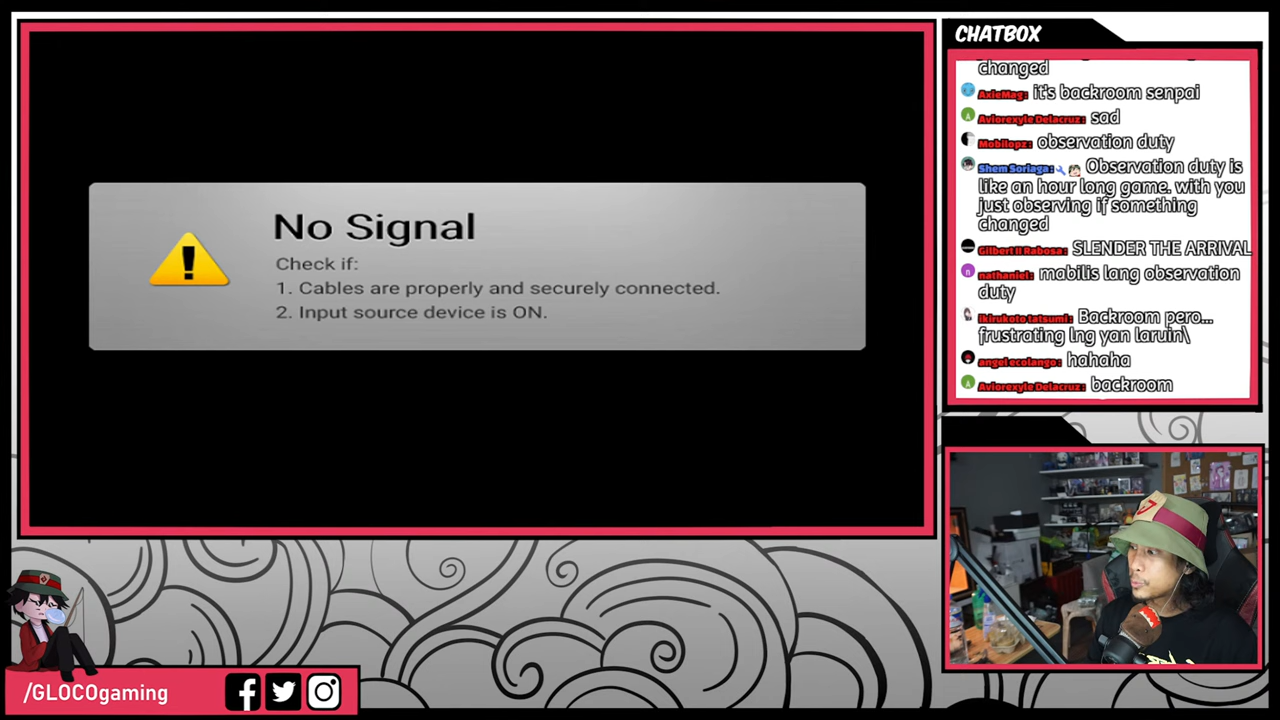 No Signal
Check if:
1. Cables are properly and securely connected.
2. Input source device is ON.
CHATBOX
changed
AxieMag: it's backroom senpai
Aviorexyle Delacruz: sad
Mobilopz: observation duty
Shem Soriaga: Observation duty is
like an hour long game. with you
just observing if something
changed
Gilbert II Rabosa: SLENDER THE ARRIVAL
nathaniel: mabilis lang observation
duty
ikirukoto tatsumi: Backroom pero...
frustrating lng yan laruin\
angel ecolango: hahaha
Aviorexyle Delacruz: backroom
/GLOCOgaming